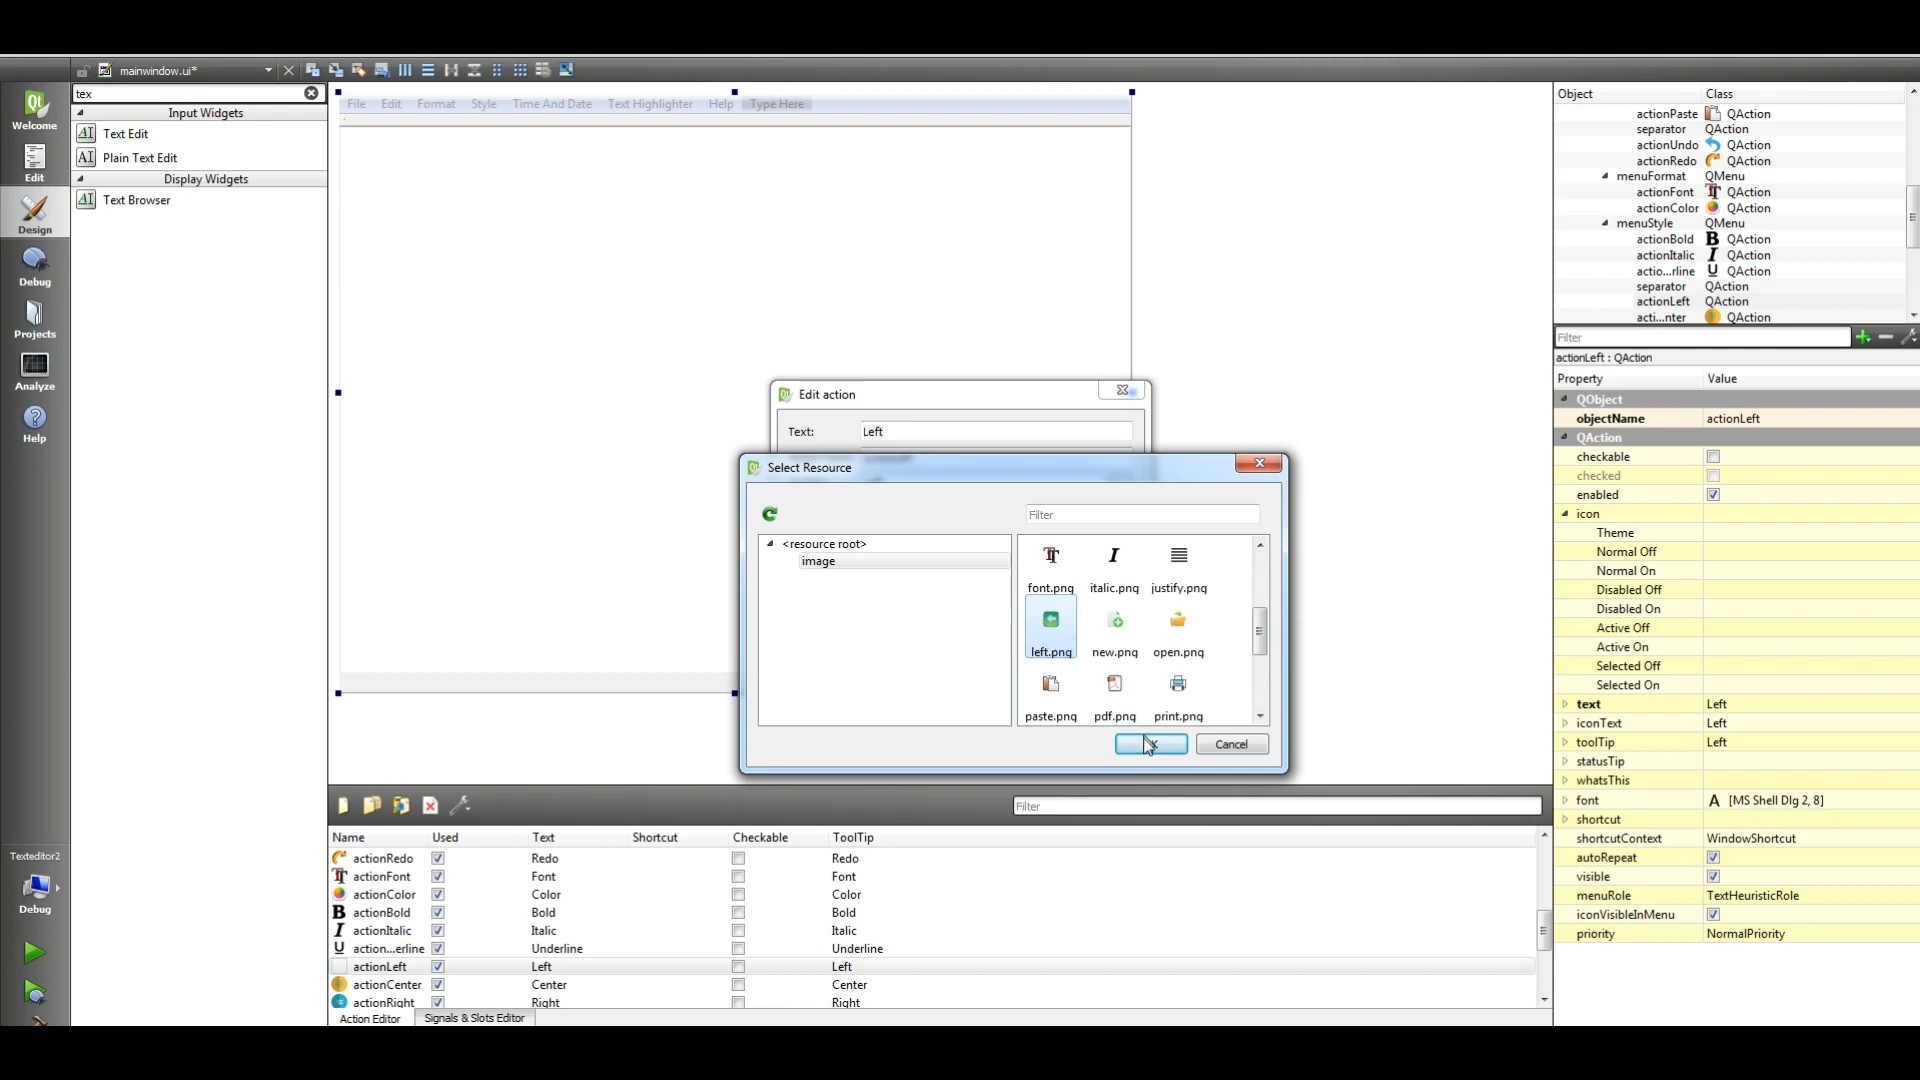 mainwindow.ui*
Welcome
Edit
Design
Debug
Projects
Analyze
Help
Texteditor2
Debug
tex
Input Widgets
Text Edit
Plain Text Edit
Display Widgets
Text Browser
File Edit Format Style Time And Date Text Highlighter Help Type Here
Edit action
Text: Left
Select Resource
Filter
<resource root>
image
font.png italic.png justify.png
left.png new.png open.png
paste.png pdf.png print.png
Cancel
Filter
Name Used Text Shortcut Checkable ToolTip
actionRedo Redo Redo
actionFont Font Font
actionColor Color Color
actionBold Bold Bold
actionItalic Italic Italic
action...erline Underline Underline
actionLeft Left Left
actionCenter Center Center
actionRight Right Right
Action Editor Signals & Slots Editor
Object Class
actionPaste QAction
separator QAction
actionUndo QAction
actionRedo QAction
menuFormat QMenu
actionFont QAction
actionColor QAction
menuStyle QMenu
actionBold QAction
actionItalic QAction
actio...rline QAction
separator QAction
actionLeft QAction
acti...nter QAction
Filter
actionLeft : QAction
Property Value
QObject
objectName actionLeft
QAction
checkable
checked
enabled
icon
Theme
Normal Off
Normal On
Disabled Off
Disabled On
Active Off
Active On
Selected Off
Selected On
text Left
iconText Left
toolTip Left
statusTip
whatsThis
font A [MS Shell Dlg 2, 8]
shortcut
shortcutContext WindowShortcut
autoRepeat
visible
menuRole TextHeuristicRole
iconVisibleInMenu
priority NormalPriority